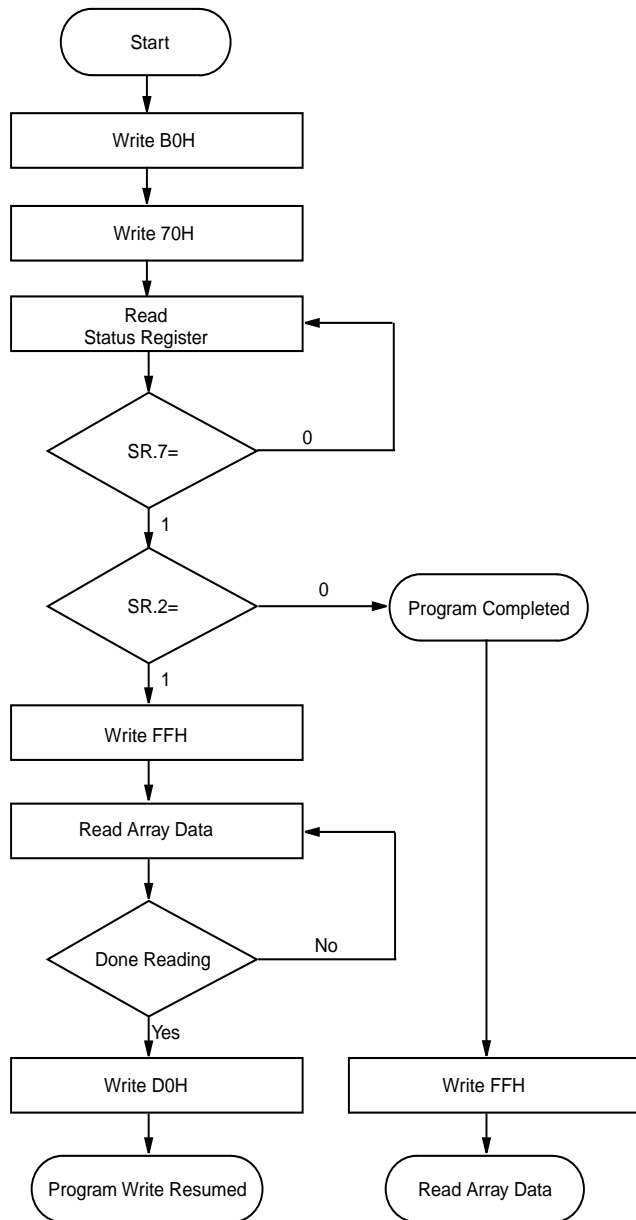 Start
Write B0H
Write 70H
Read
Status Register
SR.7=
0
1
SR.2=
0
Program Completed
1
Write FFH
Read Array Data
Done Reading
No
Yes
Write D0H
Write FFH
Program Write Resumed
Read Array Data